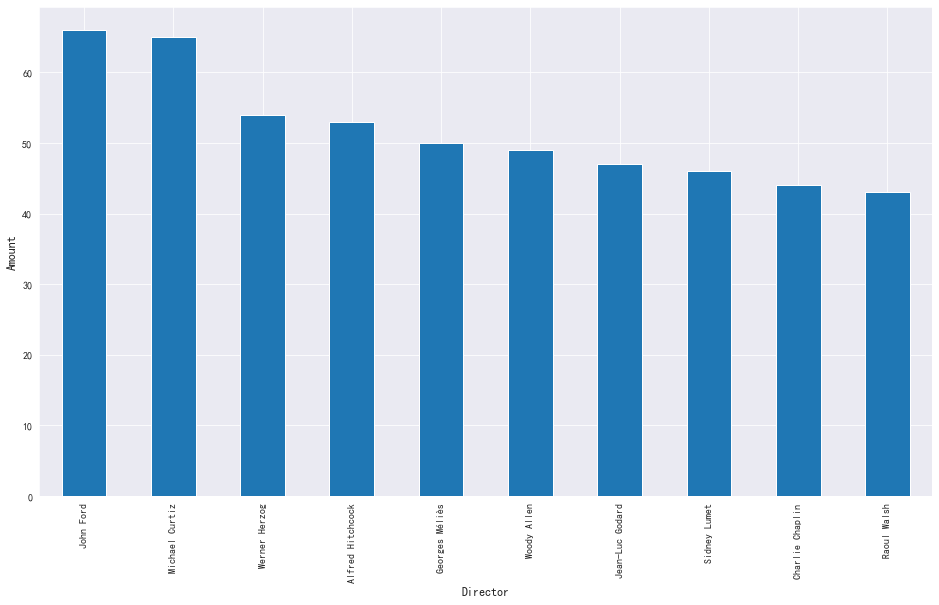 60
50
40
30
20
10
0
Amount
John Ford
Michael Curtiz
Werner Herzog
Alfred Hitchcock
Georges Méliès
Woody Allen
Jean-Luc Godard
Sidney Lumet
Charlie Chaplin
Raoul Walsh
Director